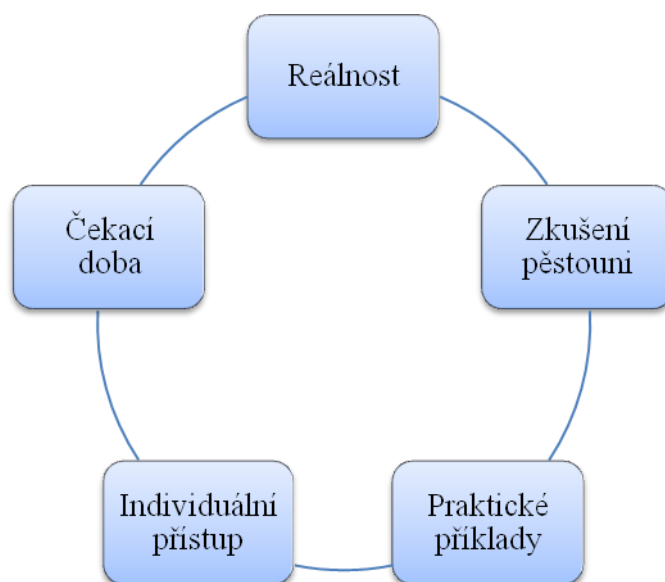 Reálnost
Čekací
doba
Zkušení
pěstouni
Individuální
přístup
Praktické
příklady